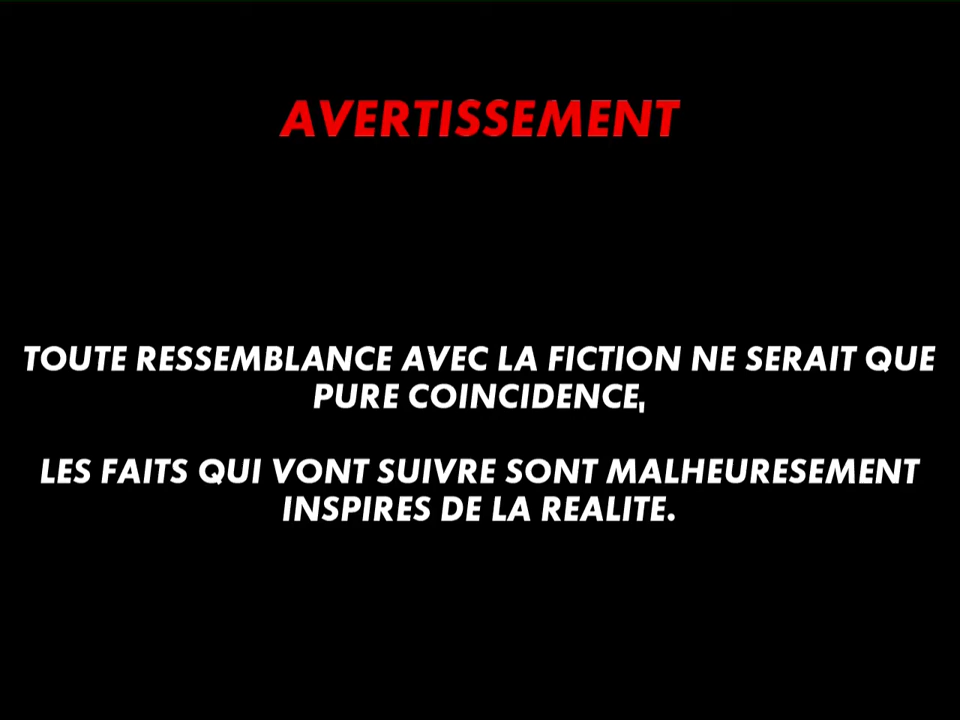 AVERTISSEMENT
TOUTE RESSEMBLANCE AVEC LA FICTION NE SERAIT QUE
PURE COINCIDENCE,
LES FAITS QUI VONT SUIVRE SONT MALHEURESEMENT
INSPIRES DE LA REALITE.